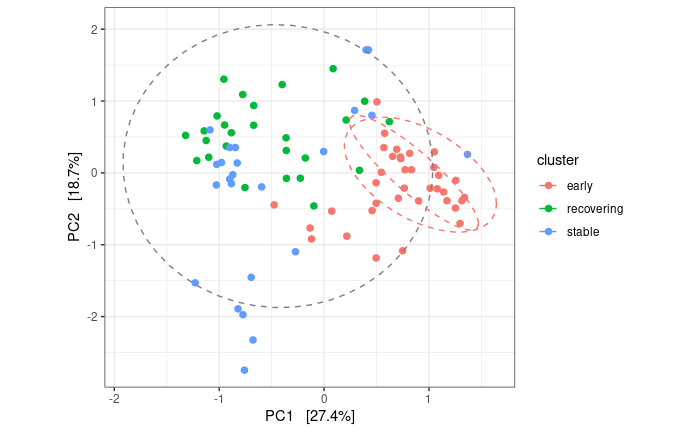 2
1
0
-1
-2
PC2 [18.7%]
-2
-1
0
1
PC1 [27.4%]
cluster
early
recovering
stable